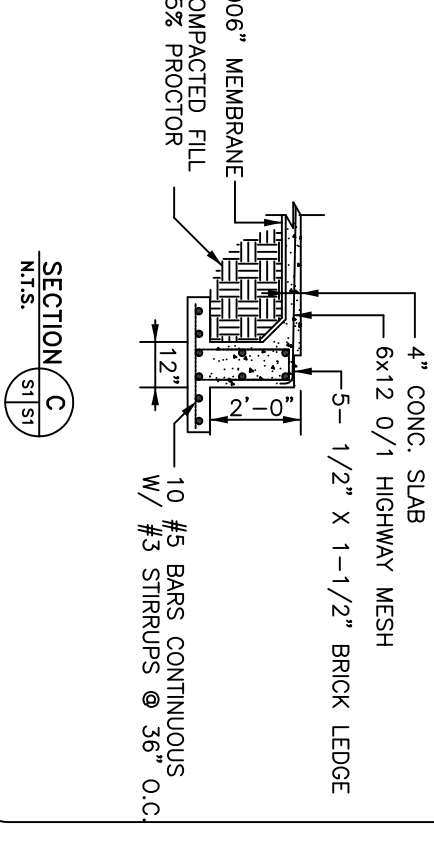 4" CONC. SLAB
6x12 0/1 HIGHWAY MESH
5- 1/2" X 1-1/2" BRICK LEDGE
006" MEMBRANE
OMPACTED FILL
5% PROCTOR
2'-0"
12"
10 #5 BARS CONTINUOUS
W/ #3 STIRRUPS @ 36" O.C.
SECTION C
N.T.S.
S1 S1